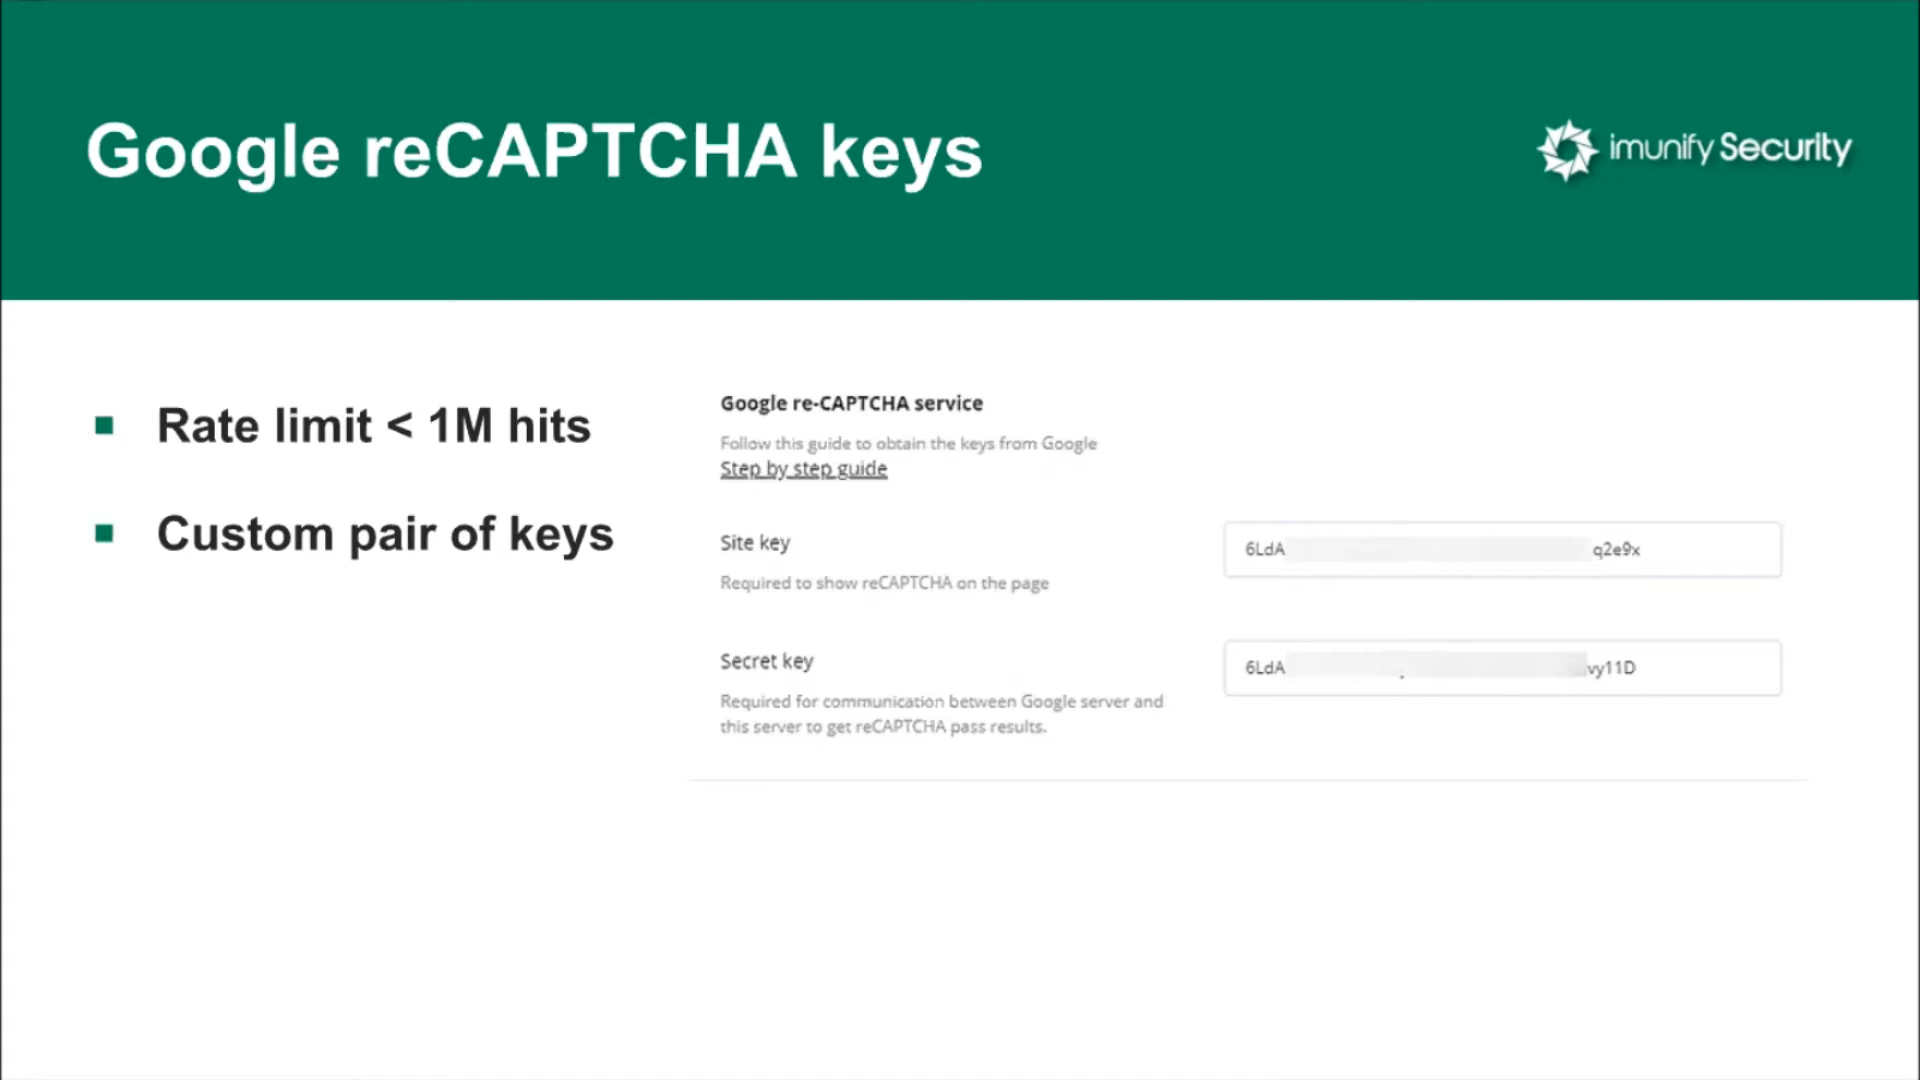 Google reCAPTCHA keys
imunify Security
Rate limit < 1M hits
Custom pair of keys
Google re-CAPTCHA service
Follow this guide to obtain the keys from Google
Step by step guide
Site key
6LdA q2e9x
Required to show reCAPTCHA on the page
Secret key
6LdA vy11D
Required for communication between Google server and
this server to get reCAPTCHA pass results.